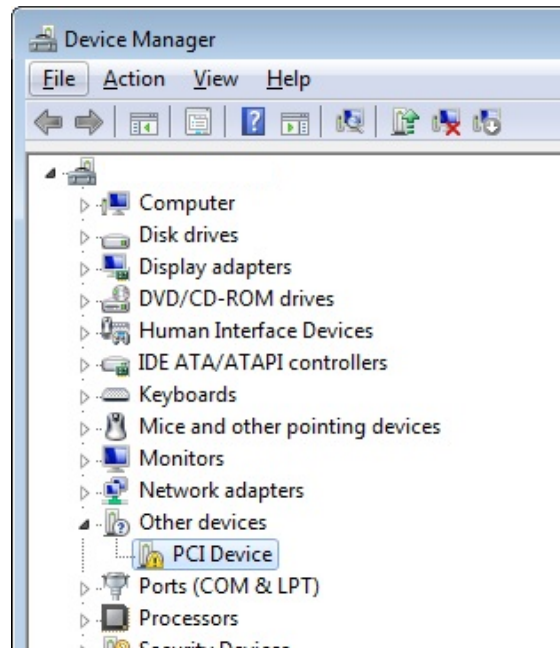 Device Manager
File Action View Help
Computer
Disk drives
Display adapters
DVD/CD-ROM drives
Human Interface Devices
IDE ATA/ATAPI controllers
Keyboards
Mice and other pointing devices
Monitors
Network adapters
Other devices
PCI Device
Ports (COM & LPT)
Processors
Security Devices